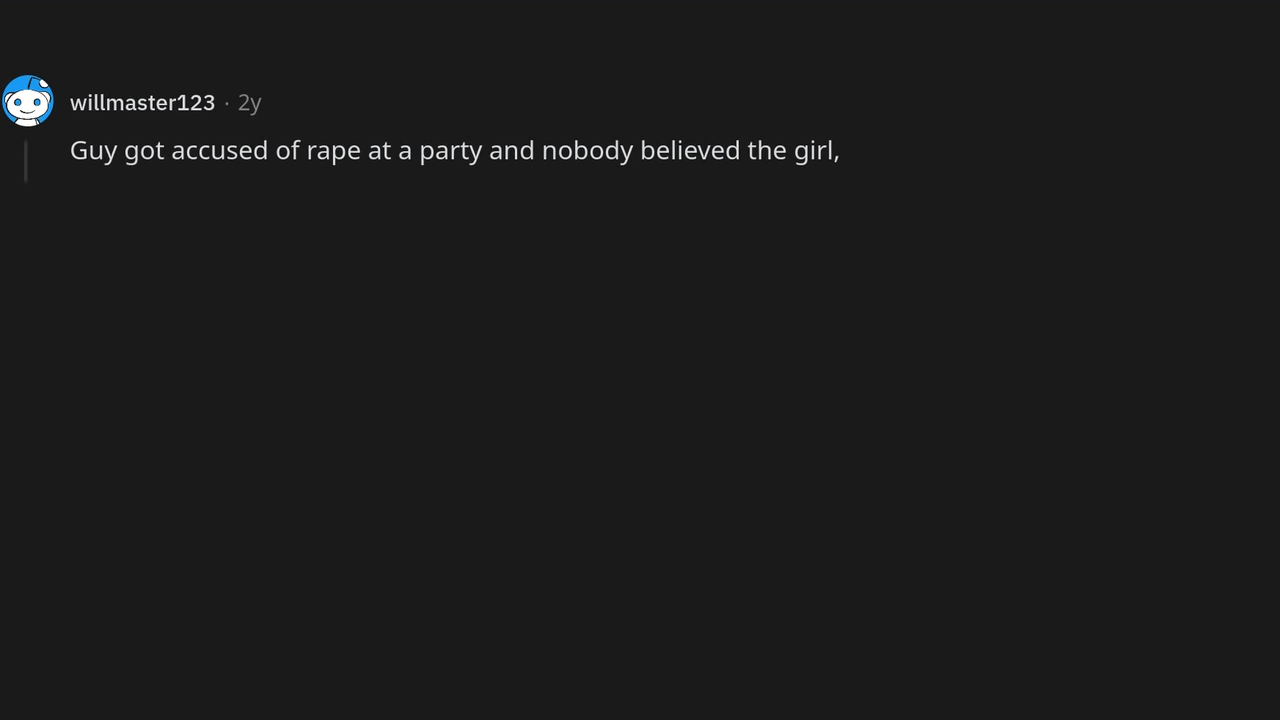 willmaster123 · 2y
Guy got accused of rape at a party and nobody believed the girl,